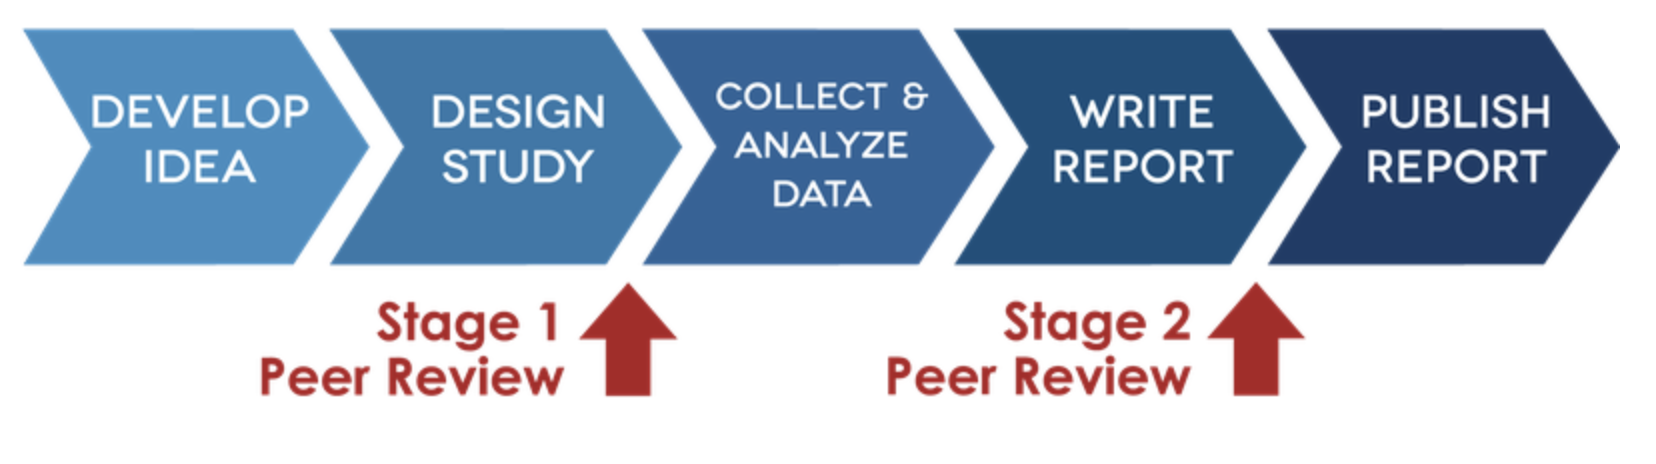 DEVELOP
IDEA
DESIGN
STUDY
COLLECT &
ANALYZE
DATA
WRITE
REPORT
PUBLISH
REPORT
Stage 1
Peer Review
Stage 2
Peer Review